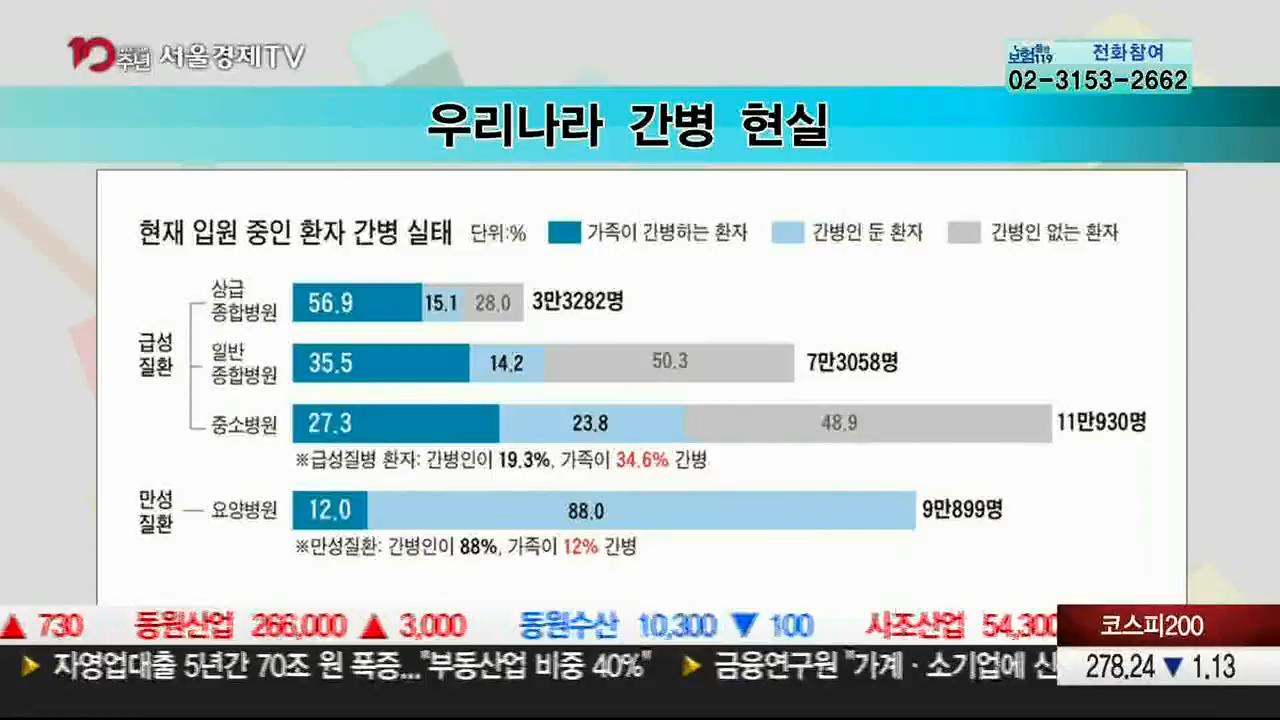 10주년 서울경제TV
보험119
전화참여
02-3153-2662
우리나라 간병 현실
현재 입원 중인 환자 간병 실태 단위:% 가족이 간병하는 환자 간병인 둔 환자 간병인 없는 환자
급성
질환
상급
종합병원
56.9 15.1 28.0 3만3282명
일반
종합병원
35.5 14.2 50.3 7만3058명
중소병원 27.3 23.8 48.9 11만930명
※급성질병 환자: 간병인이 19.3%, 가족이 34.6% 간병
만성
질환
요양병원 12.0 88.0 9만899명
※만성질환: 간병인이 88%, 가족이 12% 간병
▲ 730 동원산업 266,000 ▲ 3,000 동원수산 10,300 ▼ 100 사조산업 54,300
코스피200
278.24 ▼ 1.13
▶ 자영업대출 5년간 70조 원 폭증..."부동산업 비중 40%" ▶ 금융연구원 "가계·소기업에 신